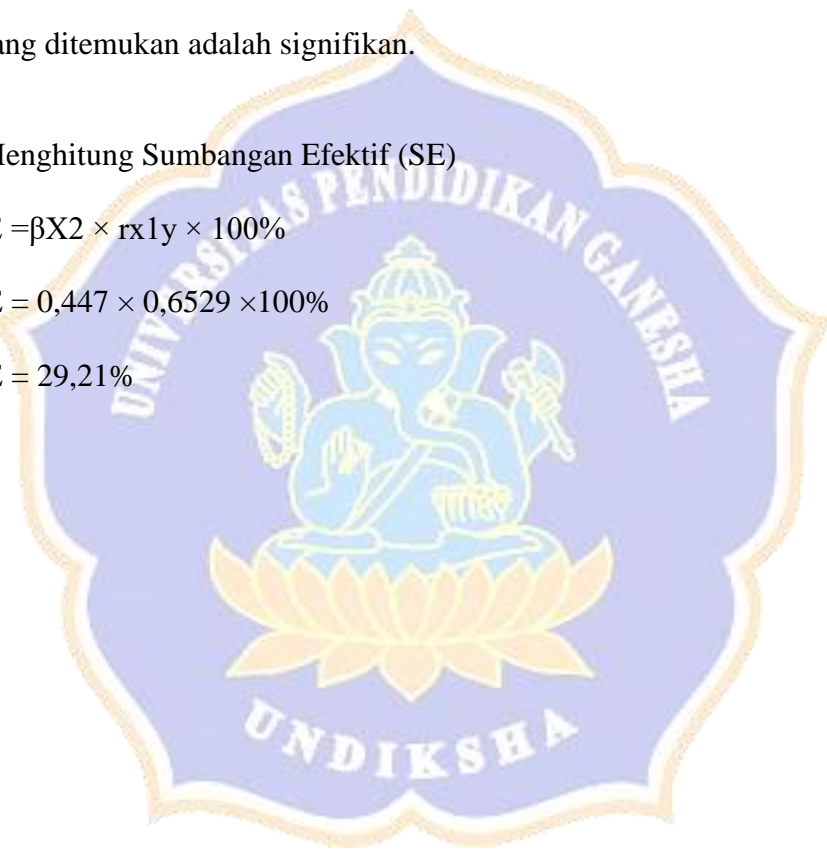 ang ditemukan adalah signifikan.
enghitung Sumbangan Efektif (SE)
=βX2 × rx1y × 100%
= 0,447 × 0,6529 ×100%
= 29,21%
UNIVERSITAS PENDIDIKAN GANESHA
UNDIKSHA